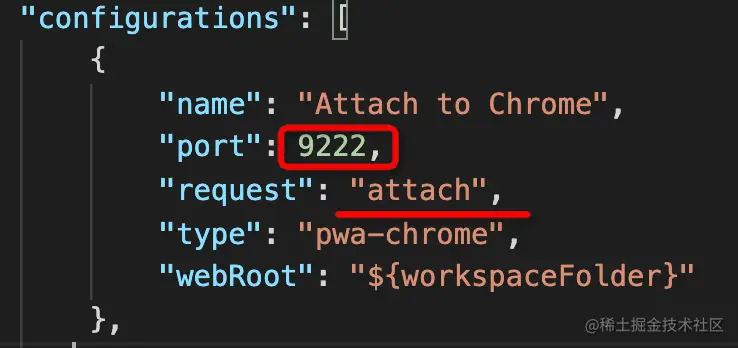 "configurations": [
{
"name": "Attach to Chrome",
"port": 9222,
"request": "attach",
"type": "pwa-chrome",
"webRoot": "${workspaceFolder}"
},
@稀土掘金技术社区